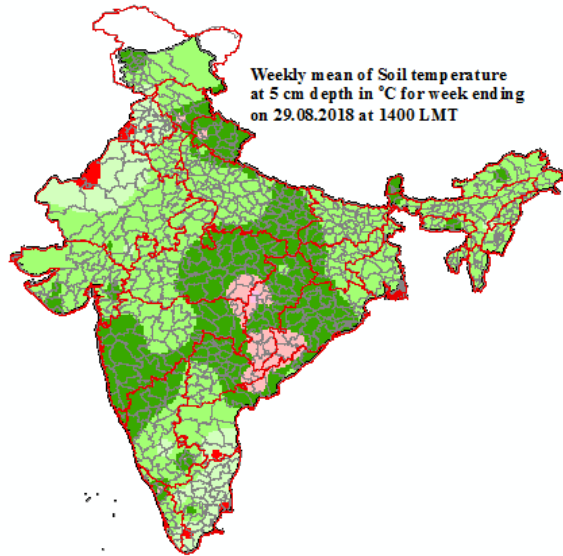 Weekly mean of Soil temperature
at 5 cm depth in °C for week ending
on 29.08.2018 at 1400 LMT